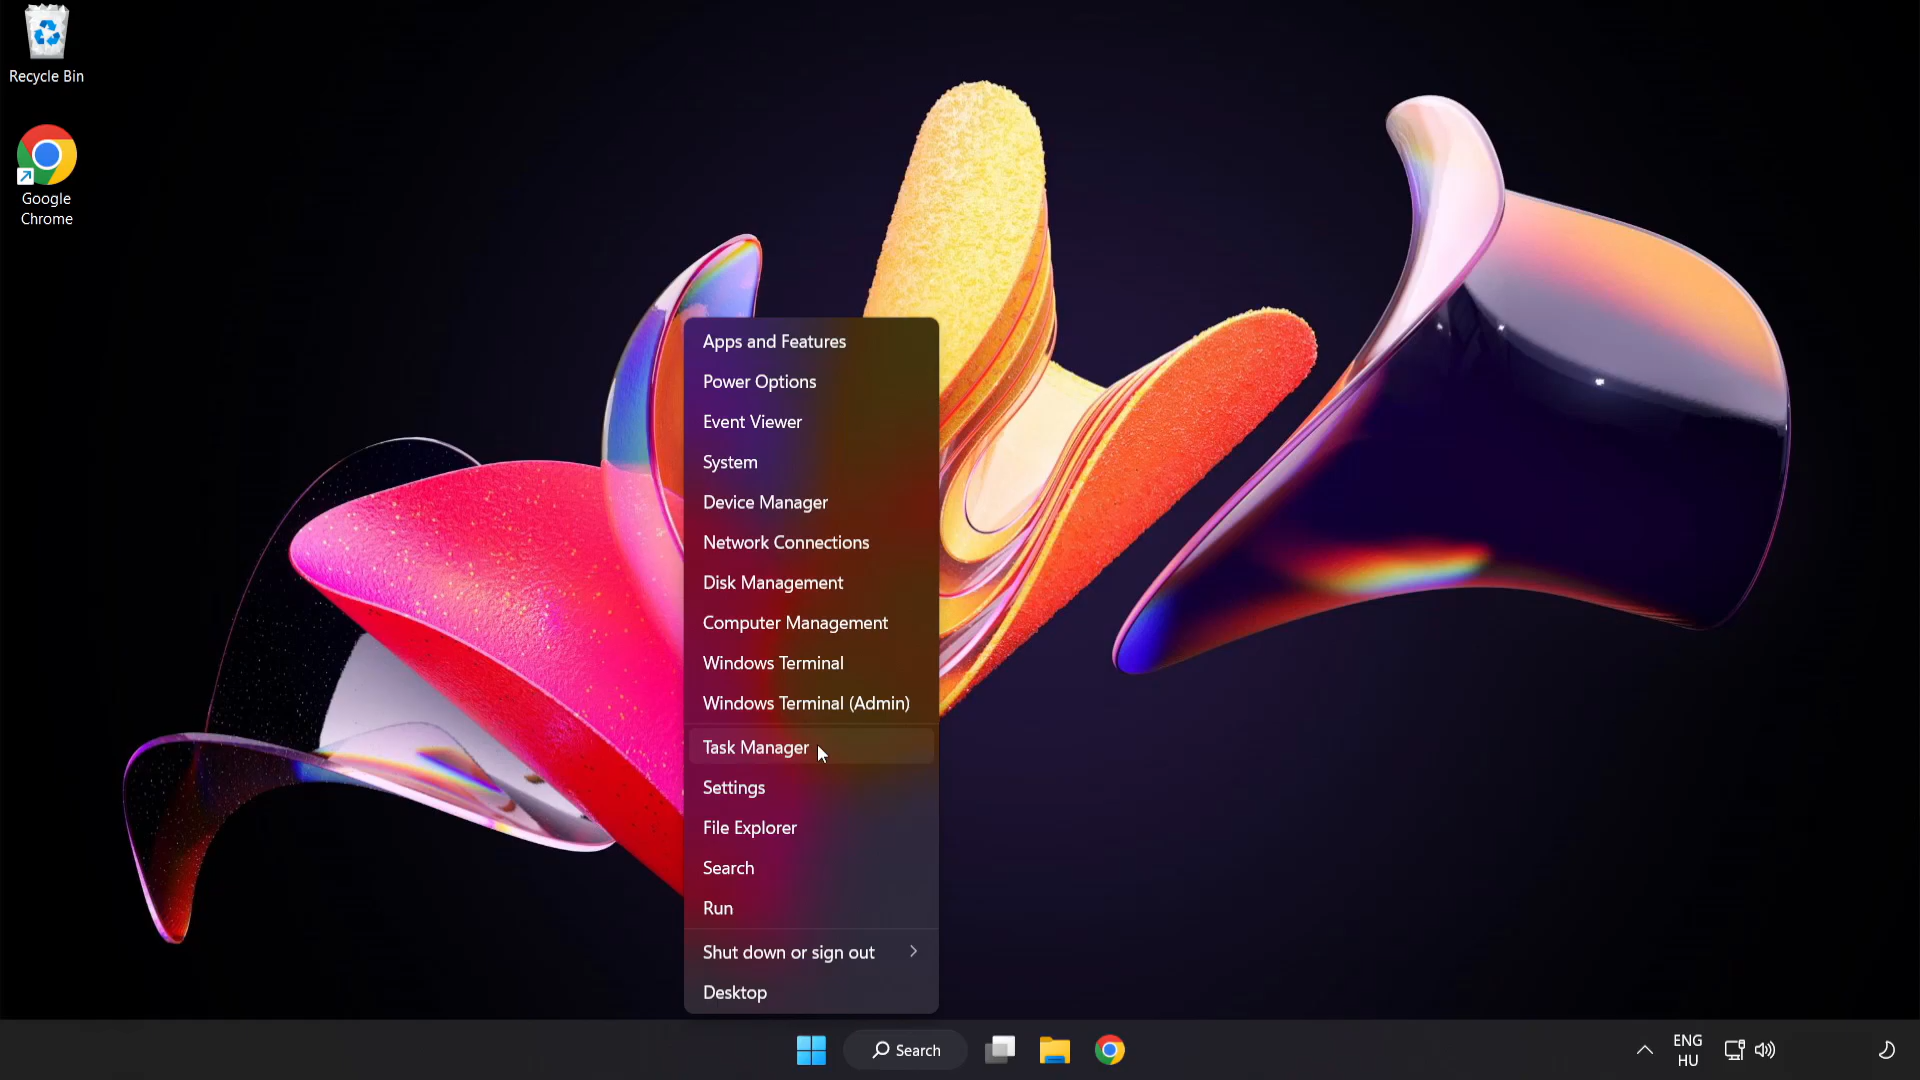 Recycle Bin
Google
Chrome
Apps and Features
Power Options
Event Viewer
System
Device Manager
Network Connections
Disk Management
Computer Management
Windows Terminal
Windows Terminal (Admin)
Task Manager
Settings
File Explorer
Search
Run
Shut down or sign out
Desktop
Search
ENG
HU